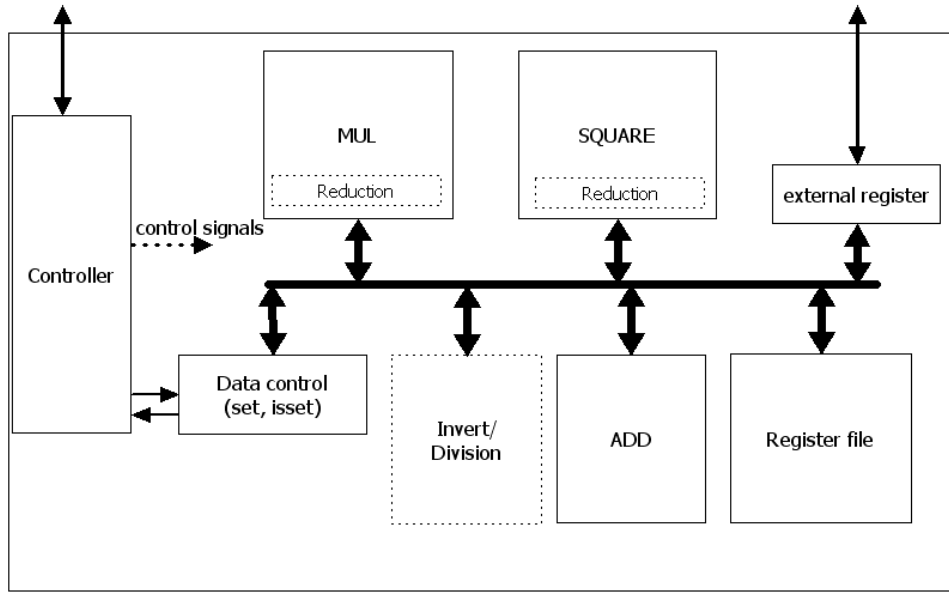 MUL
Reduction
SQUARE
Reduction
external register
control signals
Controller
Data control
(set, isset)
Invert/
Division
ADD
Register file